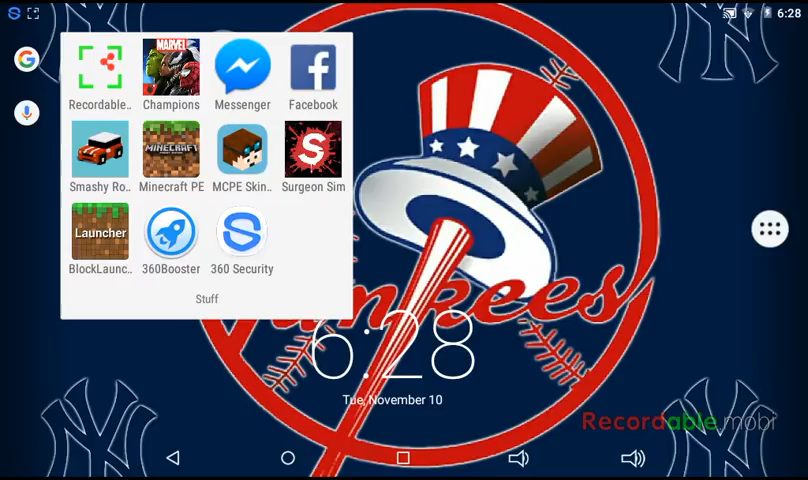 6:28
MARVEL
Recordable..
Champions
Messenger
Facebook
MINECRAFT
S
Smashy Ro..
Minecraft PE
MCPE Skin..
Surgeon Sim
Launcher
BlockLaunc..
360Booster
360 Security
Stuff
Yankees
6:28
Tue, November 10
Recordable.mobi